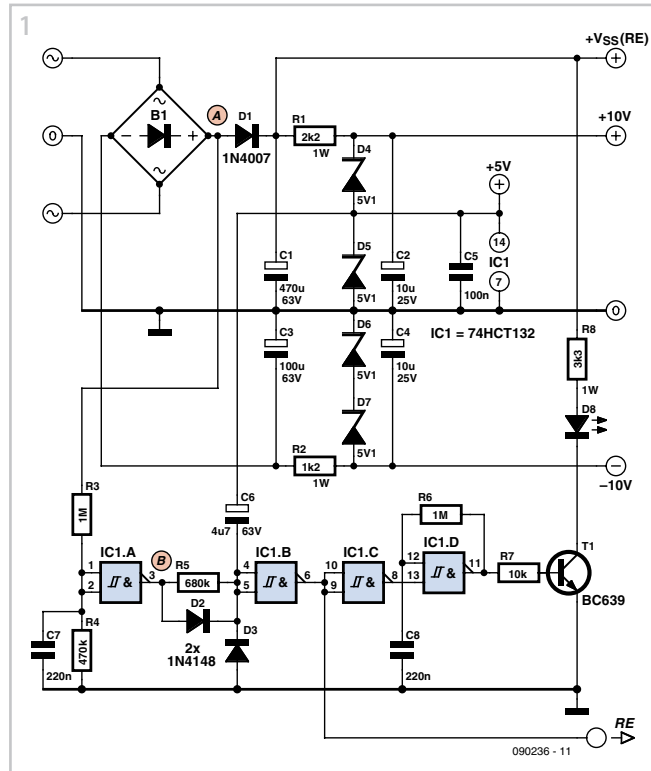 1
+VSS(RE)
+
~
A
D1
B1
~
− +
~
0
~
1N4007
R1
2k2
1W
+10V
+
D4
5V1
+5V
+
14
IC1
7
D5
5V1
C1
470u
63V
C2
10u
25V
C5
100n
0
IC1 = 74HCT132
C3
100u
63V
D6
5V1
C4
10u
25V
D7
5V1
R2
1k2
1W
−
−10V
R8
3k3
1W
D8
R3
1M
C6
4u7
63V
R6
1M
IC1.A
B
R5
680k
IC1.B
IC1.C
IC1.D
1
2
&
3
4
5
&
6
10
9
&
8
12
13
&
11
R7
10k
T1
BC639
D2
2x
1N4148
D3
C7
220n
R4
470k
C8
220n
RE
090236 - 11